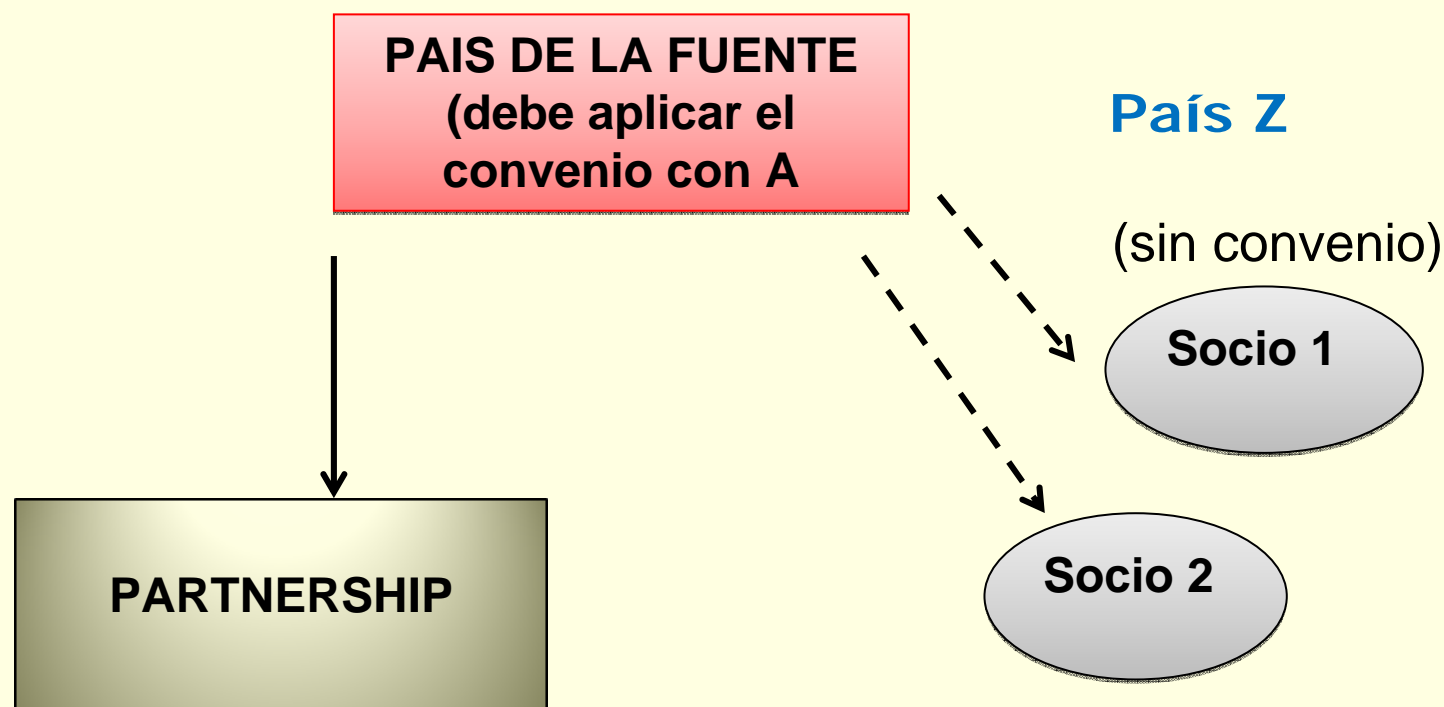 PAIS DE LA FUENTE
(debe aplicar el
convenio con A
País Z
(sin convenio)
Socio 1
Socio 2
PARTNERSHIP